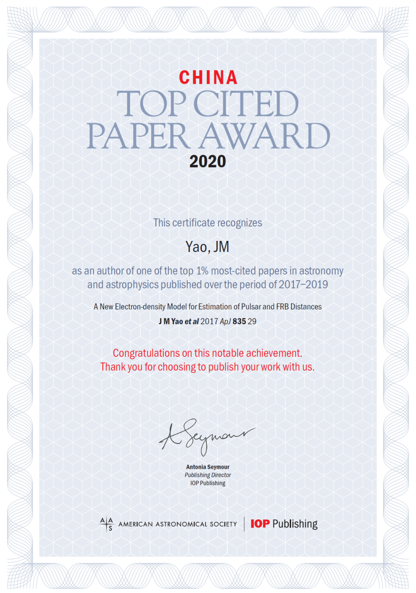 CHINA
TOP CITED
PAPER AWARD
2020
This certificate recognizes
Yao, JM
as an author of one of the top 1% most-cited papers in astronomy
and astrophysics published over the period of 2017–2019
A New Electron-density Model for Estimation of Pulsar and FRB Distances
J M Yao et al 2017 ApJ 835 29
Congratulations on this notable achievement.
Thank you for choosing to publish your work with us.
A Seymour
Antonia Seymour
Publishing Director
IOP Publishing
AAS AMERICAN ASTRONOMICAL SOCIETY | IOP Publishing